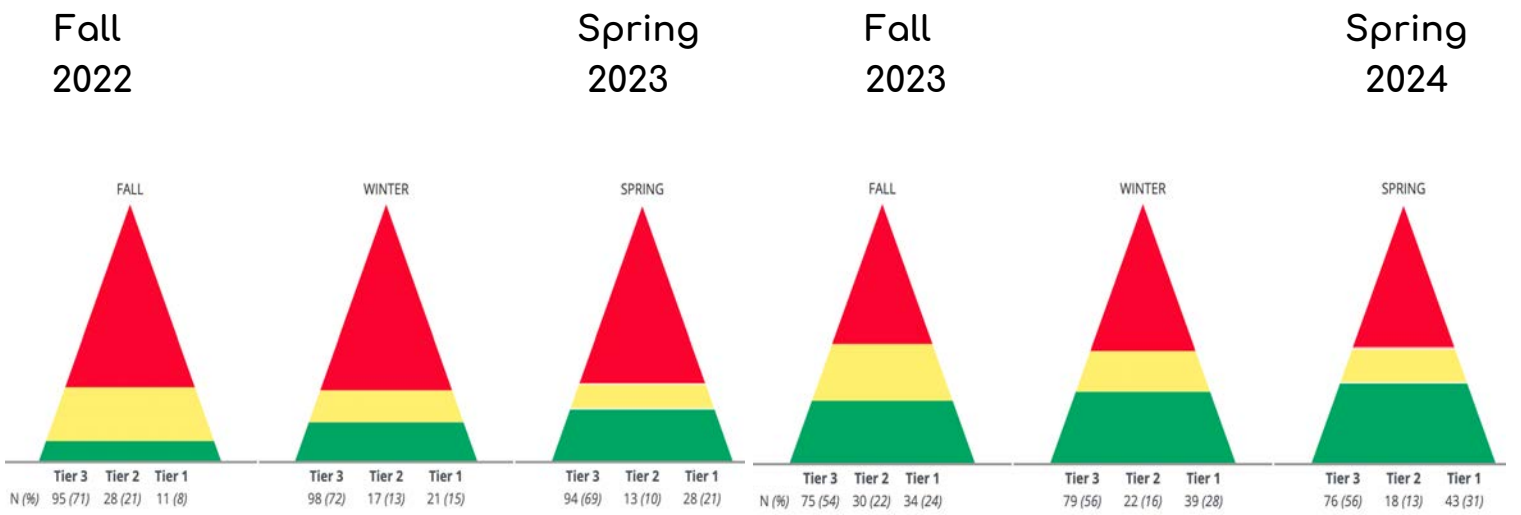 Fall Spring Fall Spring
2022 2023 2023 2024
FALL WINTER SPRING FALL WINTER SPRING
Tier 3 Tier 2 Tier 1 Tier 3 Tier 2 Tier 1 Tier 3 Tier 2 Tier 1 Tier 3 Tier 2 Tier 1 Tier 3 Tier 2 Tier 1 Tier 3 Tier 2 Tier 1
N (%) 95 (71) 28 (21) 11 (8) 98 (72) 17 (13) 21 (15) 94 (69) 13 (10) 28 (21) N (%) 75 (54) 30 (22) 34 (24) 79 (56) 22 (16) 39 (28) 76 (56) 18 (13) 43 (31)